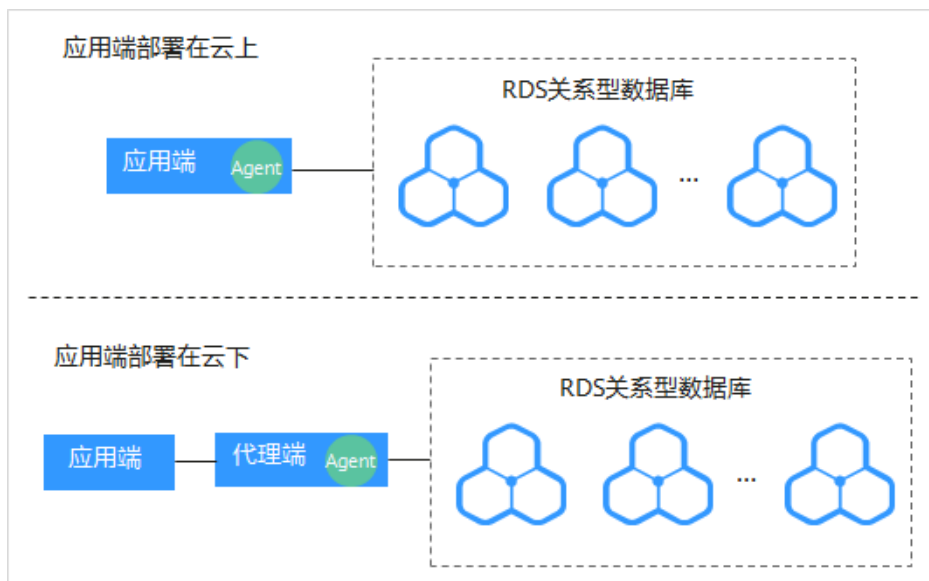 应用端部署在云上
RDS关系型数据库
应用端
Agent
...
应用端部署在云下
RDS关系型数据库
应用端
代理端
Agent
...